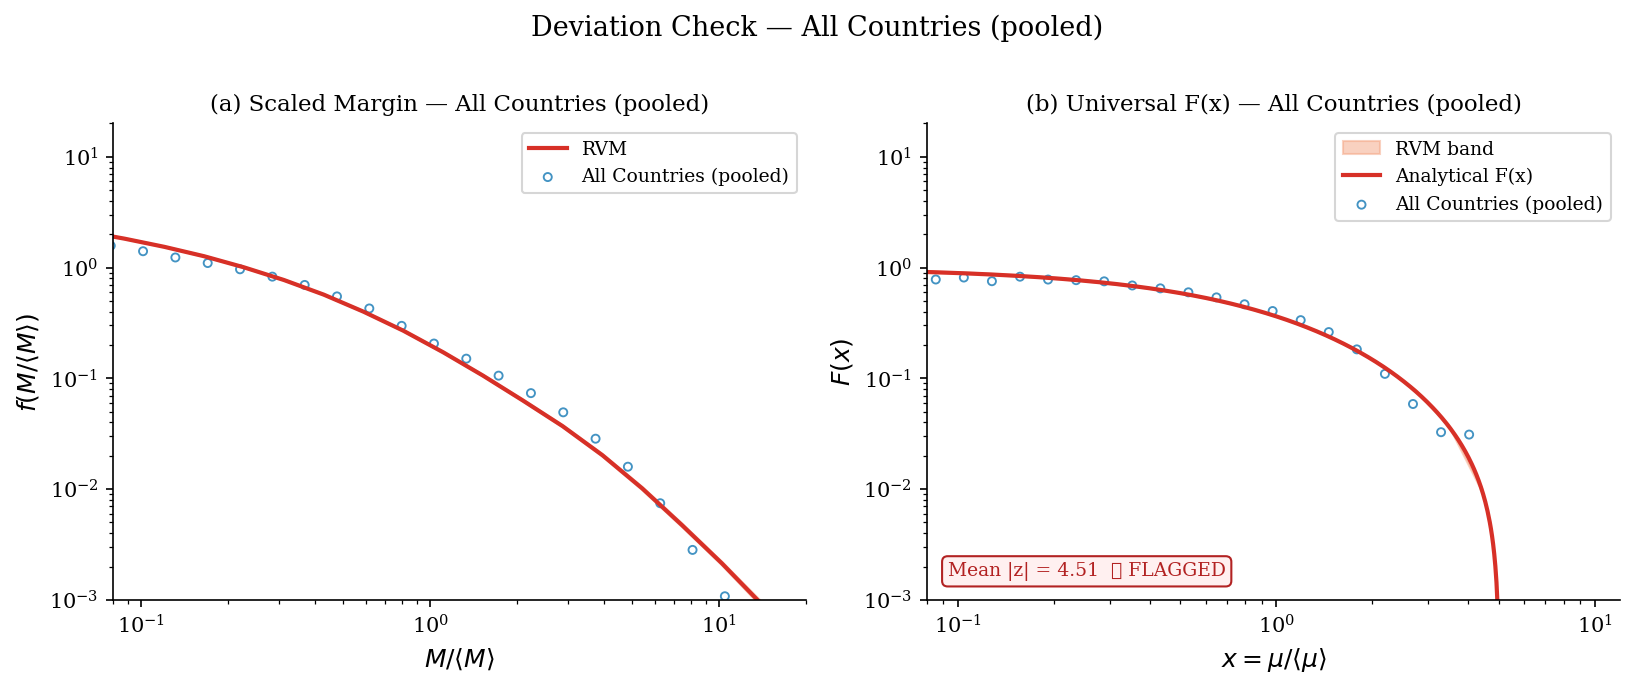 Deviation Check — All Countries (pooled)
(a) Scaled Margin — All Countries (pooled)
RVM
All Countries (pooled)
10¹
10⁰
10⁻¹
10⁻²
10⁻³
f(M/⟨M⟩)
10⁻¹ 10⁰ 10¹
M/⟨M⟩
(b) Universal F(x) — All Countries (pooled)
RVM band
Analytical F(x)
All Countries (pooled)
10¹
10⁰
10⁻¹
10⁻²
10⁻³
F(x)
Mean |z| = 4.51 ▯ FLAGGED
10⁻¹ 10⁰ 10¹
x = μ/⟨μ⟩